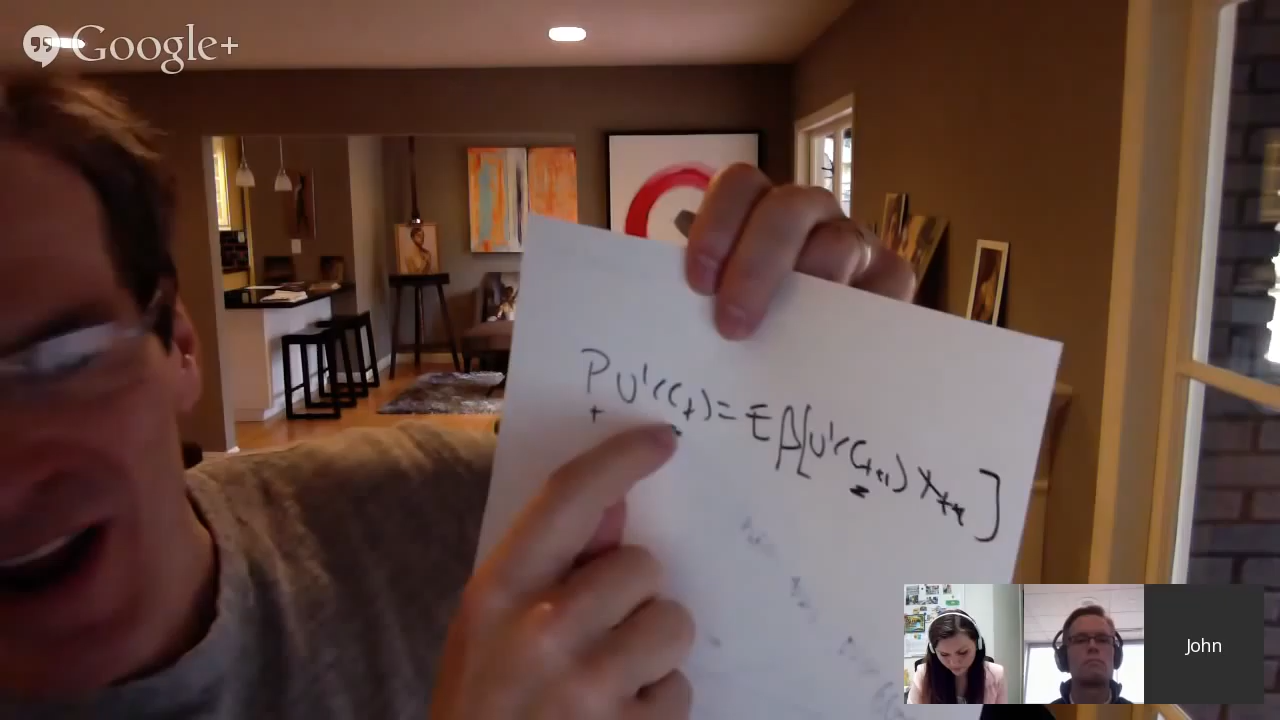 Google+
P_t U'(C_t) = E β[U'(C_{t+1}) X_{t+1}]
John